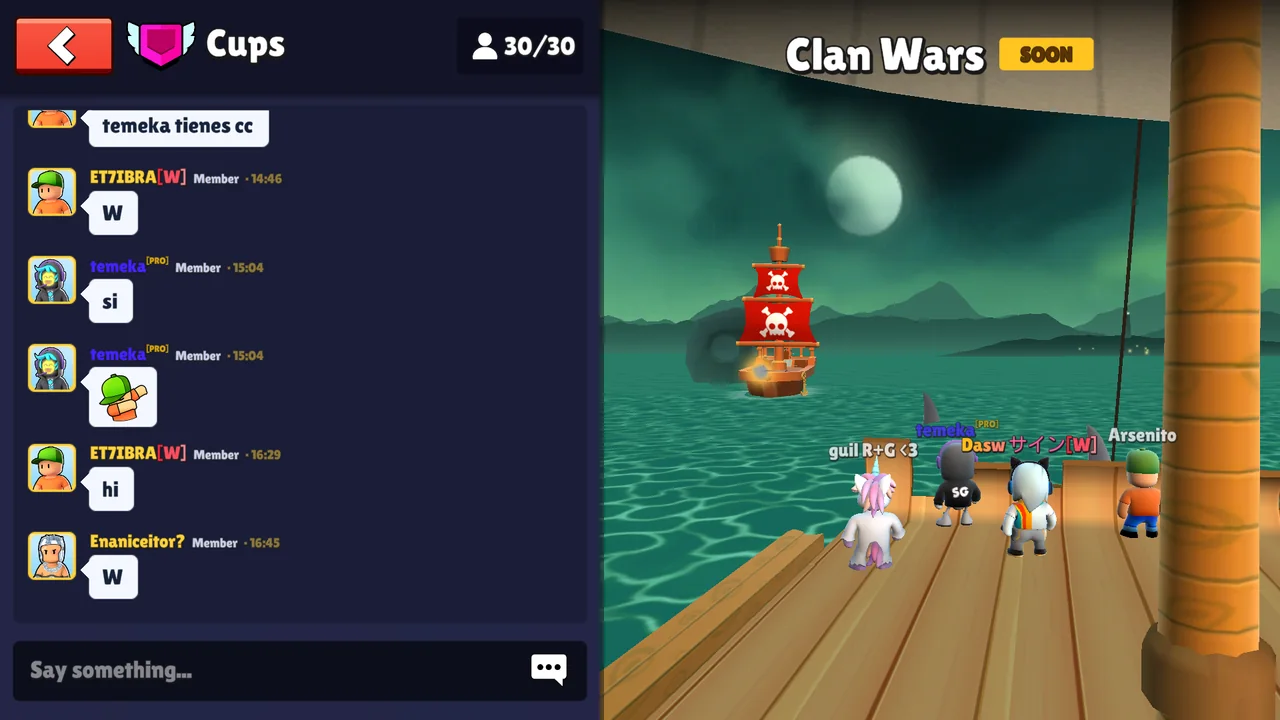 Cups
30/30
temeka tienes cc
ET7IBRA[W] Member · 14:46
W
temeka[PRO] Member · 15:04
si
temeka[PRO] Member · 15:04
ET7IBRA[W] Member · 16:29
hi
Enaniceitor? Member · 16:45
W
Say something...
Clan Wars SOON
guil R+G <3
temeka[PRO]
Dasw サイン[W]
Arsenito
SG